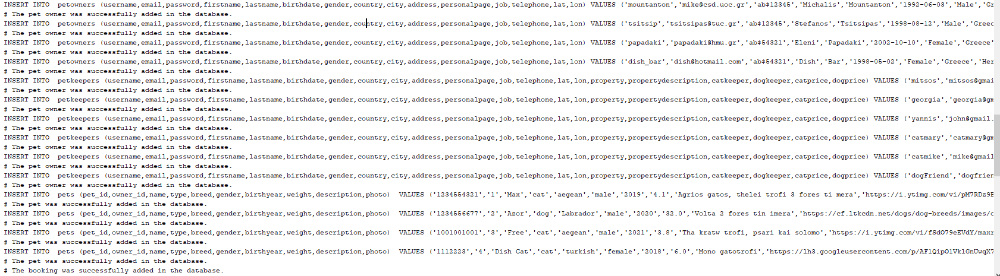 INSERT INTO  petowners (username,email,password,firstname,lastname,birthdate,gender,country,city,address,personalpage,job,telephone,lat,lon) VALUES ('mountanton','mike@csd.uoc.gr','ab$12345','Michalis','Mountanton','1992-06-03','Male','Gr
# The pet owner was successfully added in the database.
INSERT INTO  petowners (username,email,password,firstname,lastname,birthdate,gender,country,city,address,personalpage,job,telephone,lat,lon) VALUES ('tsitsip','tsitsipas@tuc.gr','ab$12345','Stefanos','Tsitsipas','1998-08-12','Male','Greec
# The pet owner was successfully added in the database.
INSERT INTO  petowners (username,email,password,firstname,lastname,birthdate,gender,country,city,address,personalpage,job,telephone,lat,lon) VALUES ('papadaki','papadaki@hmu.gr','ab$54321','Eleni','Papadaki','2002-10-10','Female','Greece'
# The pet owner was successfully added in the database.
INSERT INTO  petowners (username,email,password,firstname,lastname,birthdate,gender,country,city,address,personalpage,job,telephone,lat,lon) VALUES ('dish_bar','dish@hotmail.com','ab$54321','Dish','Bar','1998-05-02','Female','Greece','Her
# The pet owner was successfully added in the database.
INSERT INTO  petkeepers (username,email,password,firstname,lastname,birthdate,gender,country,city,address,personalpage,job,telephone,lat,lon,property,propertydescription,catkeeper,dogkeeper,catprice,dogprice) VALUES ('mitsos','mitsos@gmai
# The pet owner was successfully added in the database.
INSERT INTO  petkeepers (username,email,password,firstname,lastname,birthdate,gender,country,city,address,personalpage,job,telephone,lat,lon,property,propertydescription,catkeeper,dogkeeper,catprice,dogprice) VALUES ('georgia','georgia@gm
# The pet owner was successfully added in the database.
INSERT INTO  petkeepers (username,email,password,firstname,lastname,birthdate,gender,country,city,address,personalpage,job,telephone,lat,lon,property,propertydescription,catkeeper,dogkeeper,catprice,dogprice) VALUES ('yannis','john@gmail.
# The pet owner was successfully added in the database.
INSERT INTO  petkeepers (username,email,password,firstname,lastname,birthdate,gender,country,city,address,personalpage,job,telephone,lat,lon,property,propertydescription,catkeeper,dogkeeper,catprice,dogprice) VALUES ('catmary','catmary@gm
# The pet owner was successfully added in the database.
INSERT INTO  petkeepers (username,email,password,firstname,lastname,birthdate,gender,country,city,address,personalpage,job,telephone,lat,lon,property,propertydescription,catkeeper,dogkeeper,catprice,dogprice) VALUES ('catmike','mike@gmail
# The pet owner was successfully added in the database.
INSERT INTO  petkeepers (username,email,password,firstname,lastname,birthdate,gender,country,city,address,personalpage,job,telephone,lat,lon,property,propertydescription,catkeeper,dogkeeper,catprice,dogprice) VALUES ('dogFriend','dogfrien
# The pet owner was successfully added in the database.
INSERT INTO  pets (pet_id,owner_id,name,type,breed,gender,birthyear,weight,description,photo)  VALUES ('1234554321','1','Max','cat','aegean','male','2019','4.1','Agrios gatos, thelei trofi 3 fores ti mera','https://i.ytimg.com/vi/pM7RDz9E
# The pet was successfully added in the database.
INSERT INTO  pets (pet_id,owner_id,name,type,breed,gender,birthyear,weight,description,photo)  VALUES ('1234556677','2','Azor','dog','Labrador','male','2020','32.0','Volta 2 fores tin imera','https://cf.ltkcdn.net/dogs/dog-breeds/images/o
# The pet was successfully added in the database.
INSERT INTO  pets (pet_id,owner_id,name,type,breed,gender,birthyear,weight,description,photo)  VALUES ('1001001001','3','Free','cat','aegean','male','2021','3.8','Tha kratw trofi, psari kai solomo','https://i.ytimg.com/vi/fSdO79eEVdY/maxr
# The pet was successfully added in the database.
INSERT INTO  pets (pet_id,owner_id,name,type,breed,gender,birthyear,weight,description,photo)  VALUES ('1112223','4','Dish Cat','cat','turkish','female','2018','6.0','Mono gatotrofi','https://lh3.googleusercontent.com/p/AF1QipOlVklGnUwqX7
# The pet was successfully added in the database.
# The booking was successfully added in the database.